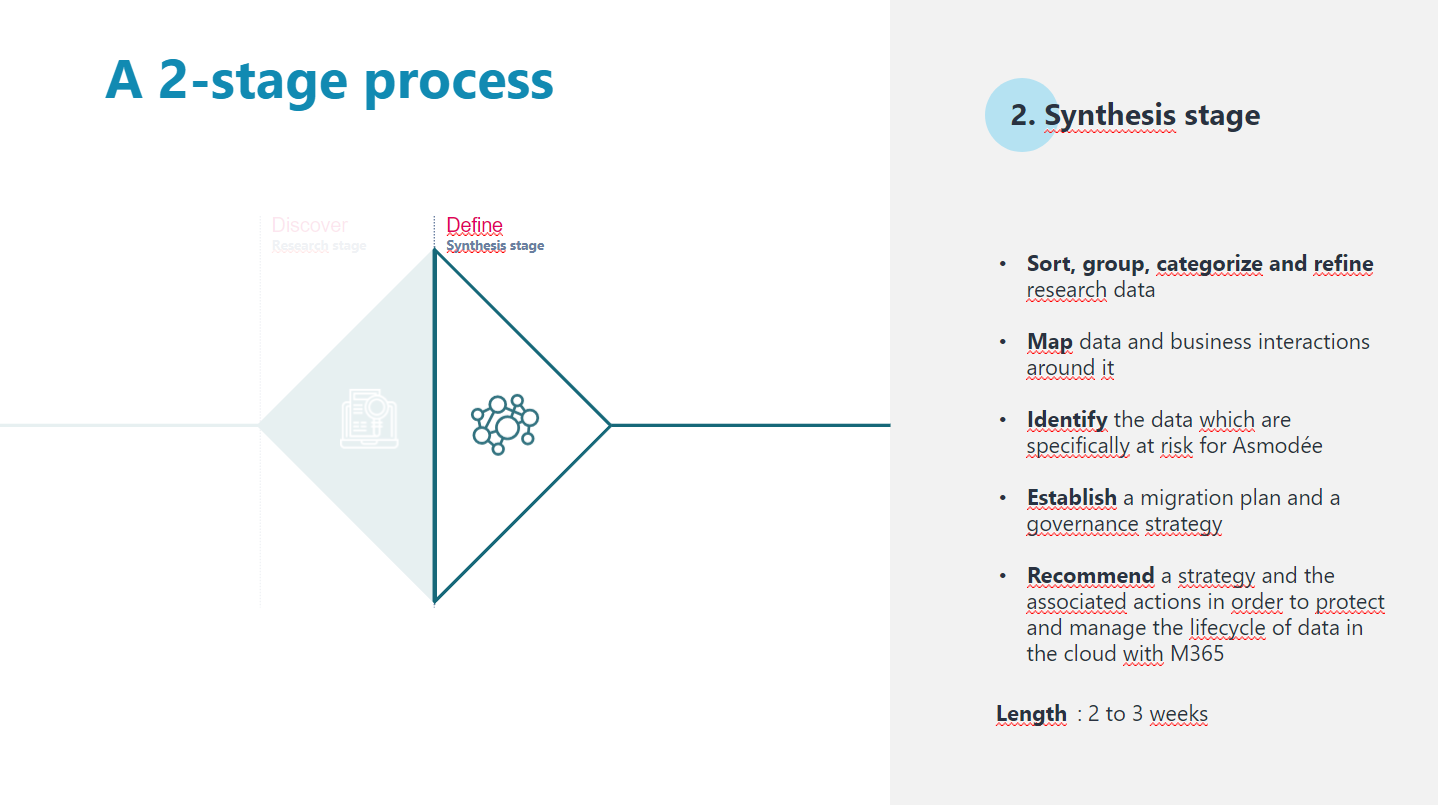 A 2-stage process
Discover
Research stage
Define
Synthesis stage
2. Synthesis stage
• Sort, group, categorize and refine
research data
• Map data and business interactions
around it
• Identify the data which are
specifically at risk for Asmodée
• Establish a migration plan and a
governance strategy
• Recommend a strategy and the
associated actions in order to protect
and manage the lifecycle of data in
the cloud with M365
Length : 2 to 3 weeks